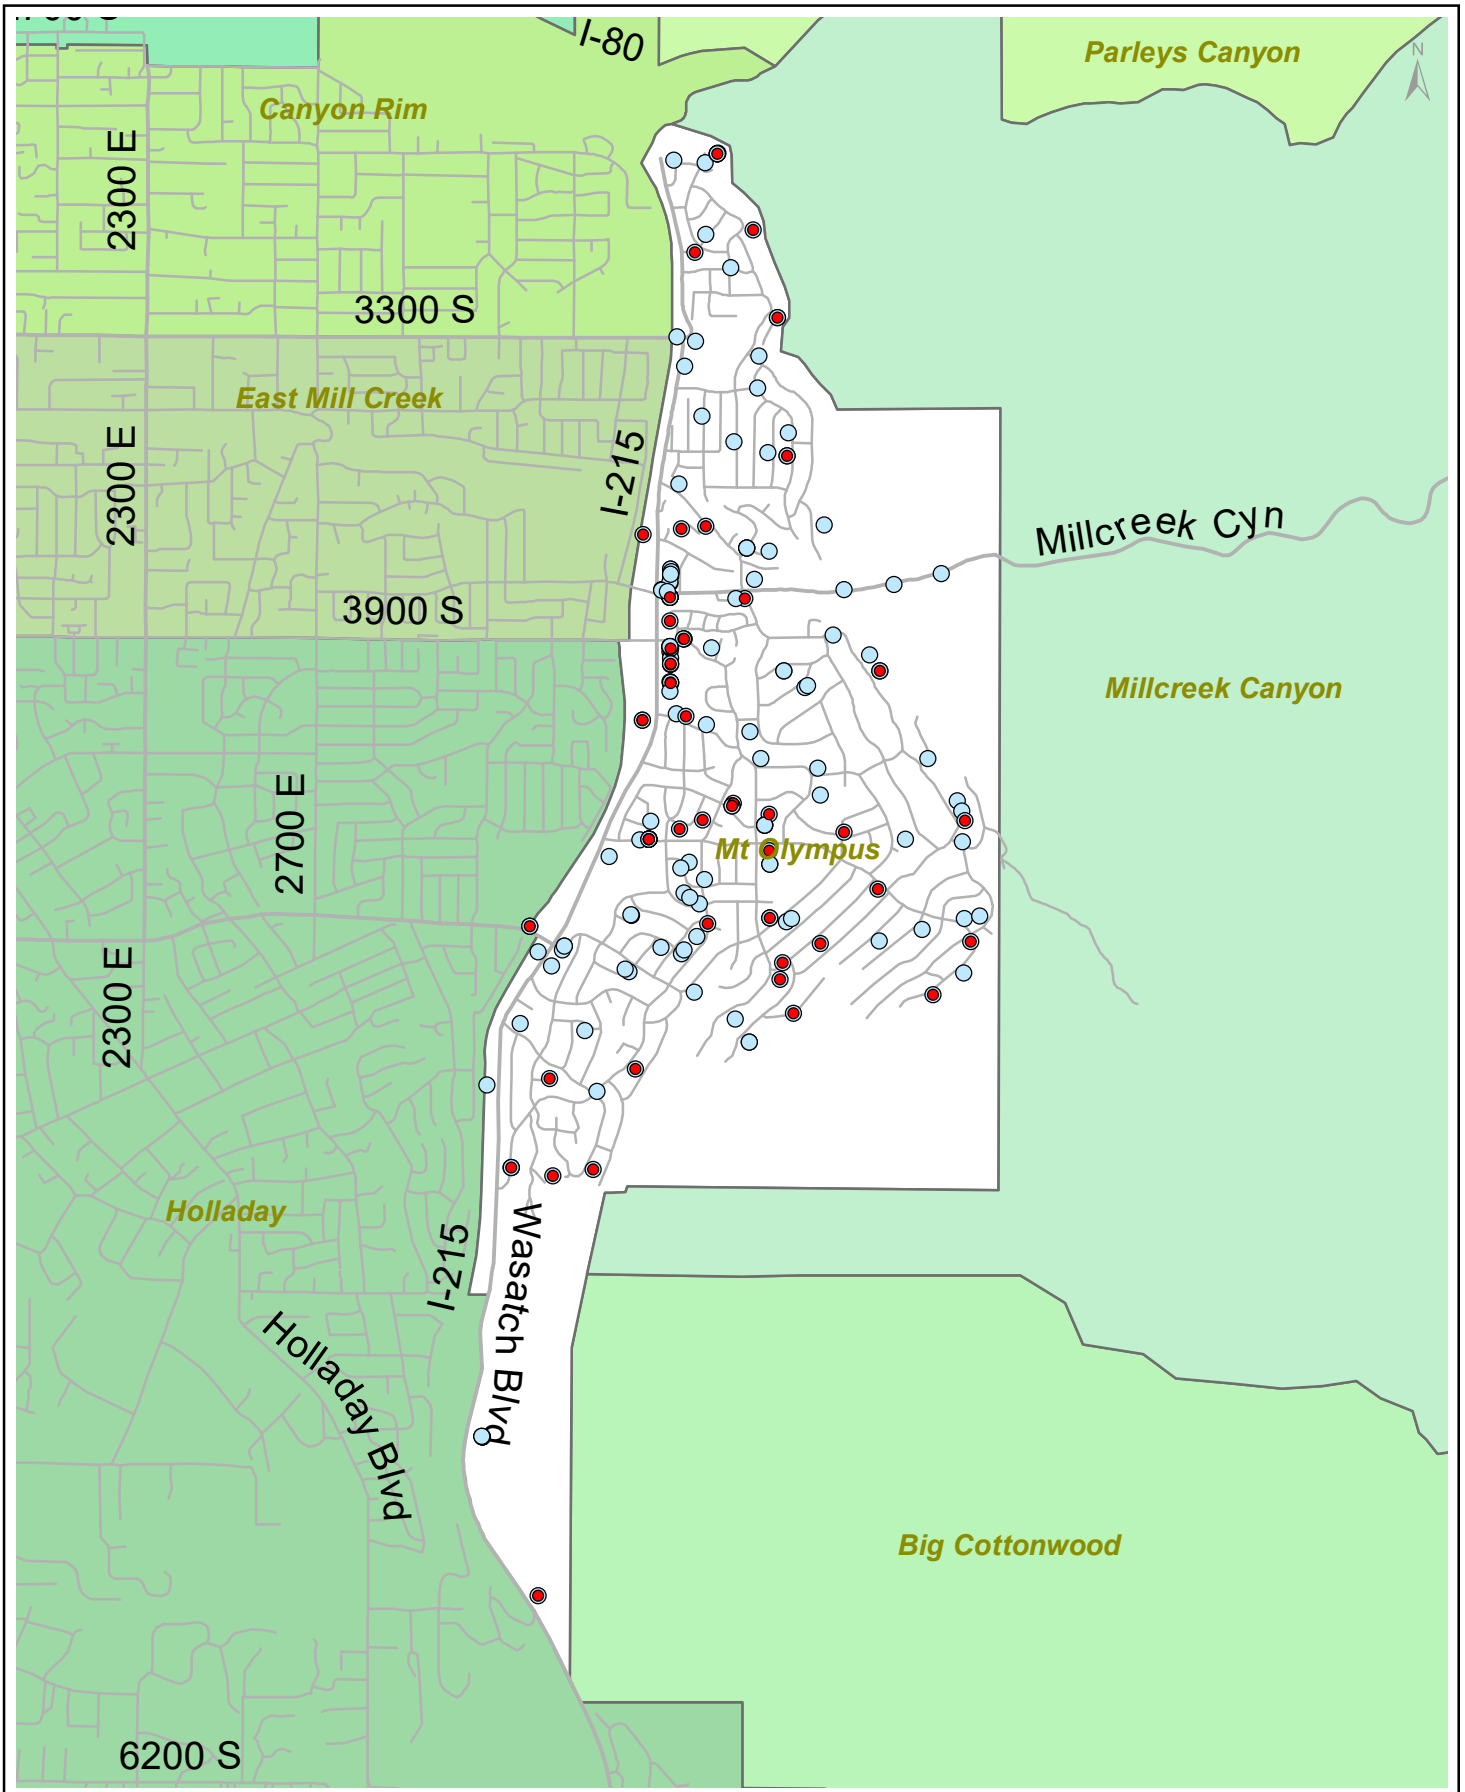 I-80
Parleys Canyon
N
Canyon Rim
2300 E
3300 S
East Mill Creek
2300 E
I-215
Millcreek Cyn
3900 S
Millcreek Canyon
2700 E
Mt Olympus
2300 E
Holladay
I-215
Wasatch Blvd
Holladay Blvd
Big Cottonwood
6200 S